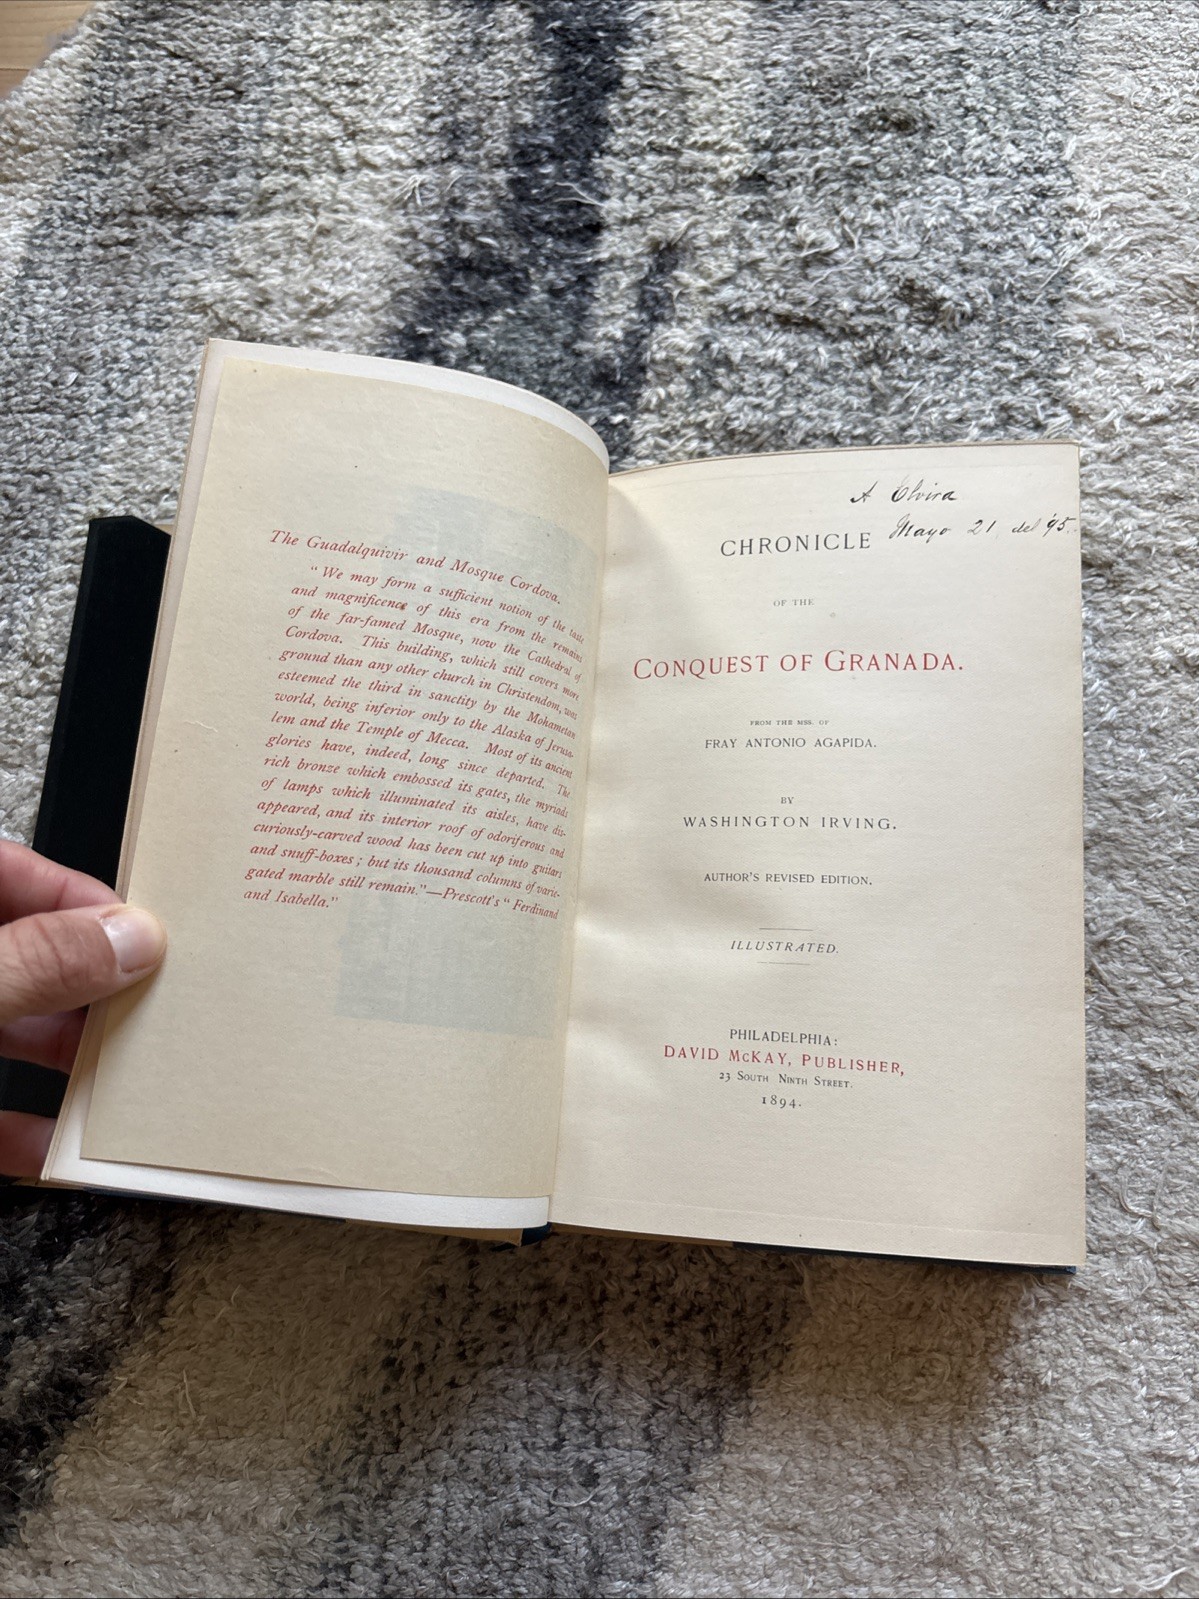 The Guadalquivir and Mosque Cordova.
"We may form a sufficient notion of the taste
and magnificence of this era from the remains
of the far-famed Mosque, now the Cathedral of
Cordova. This building, which still covers more
ground than any other church in Christendom, was
esteemed the third in sanctity by the Mohametan
world, being inferior only to the Alaska of Jerusa-
lem and the Temple of Mecca. Most of its ancient
glories have, indeed, long since departed. The
rich bronze which embossed its gates, the myriads
of lamps which illuminated its aisles, have dis-
appeared, and its interior roof of odoriferous and
curiously-carved wood has been cut up into guitars
and snuff-boxes; but its thousand columns of varie-
gated marble still remain."—Prescott's "Ferdinand
and Isabella."
A Elvira
Mayo 21 del 95.
CHRONICLE
OF THE
CONQUEST OF GRANADA.
FROM THE MSS. OF
FRAY ANTONIO AGAPIDA.
BY
WASHINGTON IRVING.
AUTHOR'S REVISED EDITION.
ILLUSTRATED.
PHILADELPHIA:
DAVID McKAY, PUBLISHER,
23 SOUTH NINTH STREET.
1894.